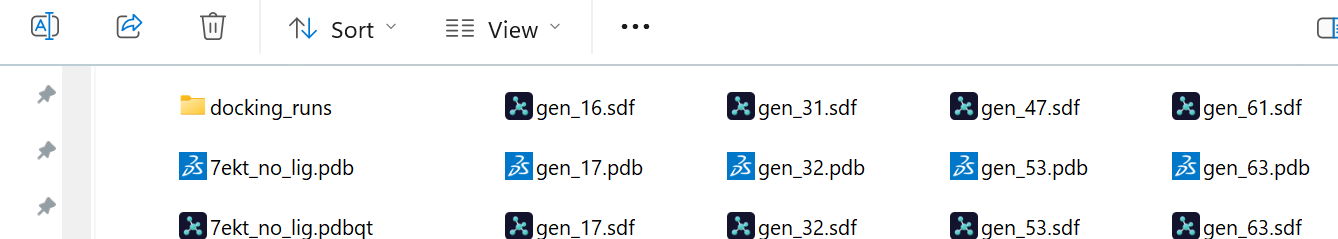 Sort
View
docking_runs
gen_16.sdf
gen_31.sdf
gen_47.sdf
gen_61.sdf
7ekt_no_lig.pdb
gen_17.pdb
gen_32.pdb
gen_53.pdb
gen_63.pdb
7ekt_no_lig.pdbqt
gen_17.sdf
gen_32.sdf
gen_53.sdf
gen_63.sdf